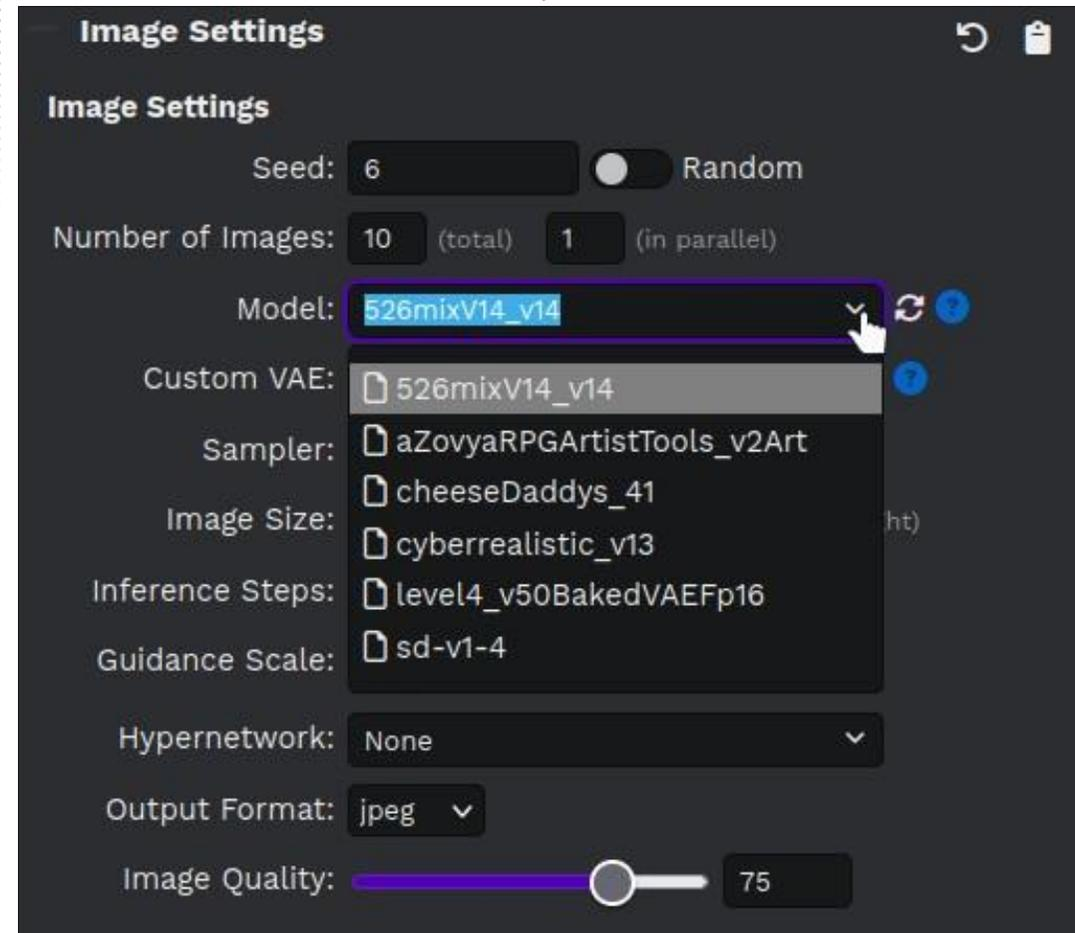 Image Settings
Image Settings
Seed: 6 Random
Number of Images: 10 (total) 1 (in parallel)
Model: 526mixV14_v14 ?
Custom VAE: ?
526mixV14_v14
aZovyaRPGArtistTools_v2Art
Sampler:
cheeseDaddys_41
Image Size: ht)
cyberrealistic_v13
Inference Steps:
level4_v50BakedVAEFp16
Guidance Scale:
sd-v1-4
Hypernetwork: None
Output Format: jpeg
Image Quality: 75